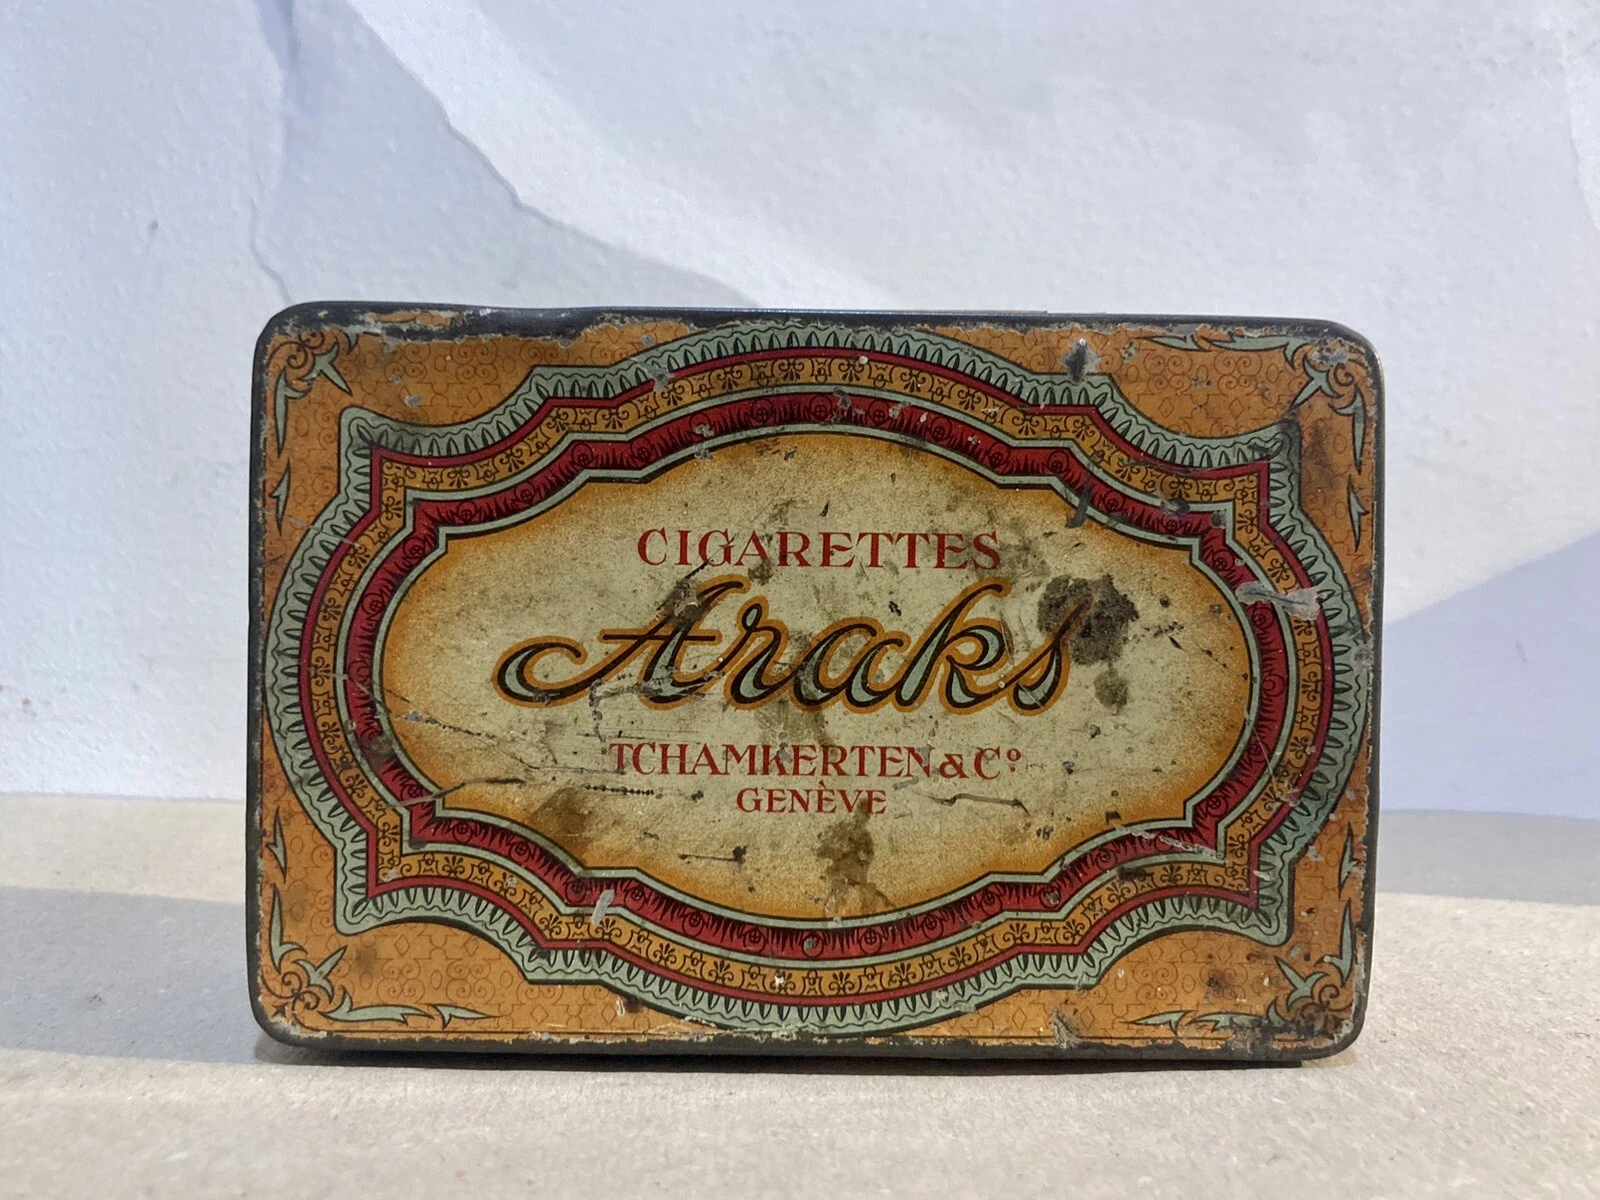 CIGARETTES
Araks
TCHAMKERTEN & Cº
GENÈVE